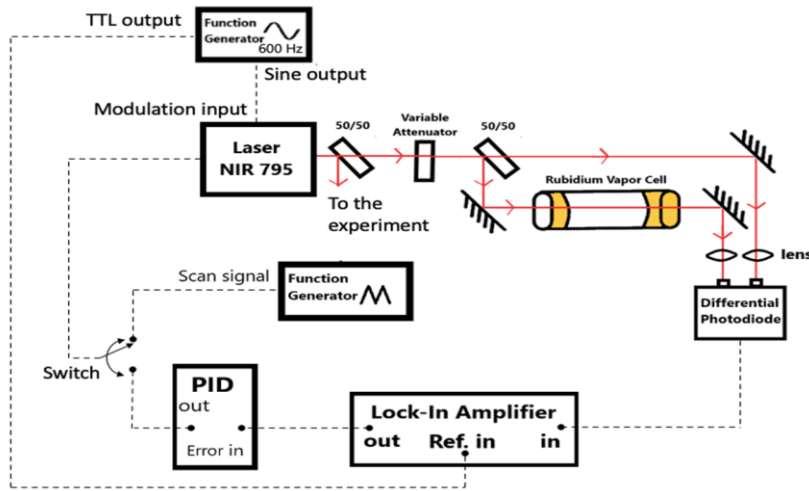 TTL output
Function
Generator
600 Hz
Sine output
Modulation input
Laser
NIR 795
50/50
Variable
Attenuator
50/50
To the
experiment
Rubidium Vapor Cell
lens
Differential
Photodiode
Scan signal
Function
Generator
Switch
PID
out
Error in
Lock-In Amplifier
out Ref. in in